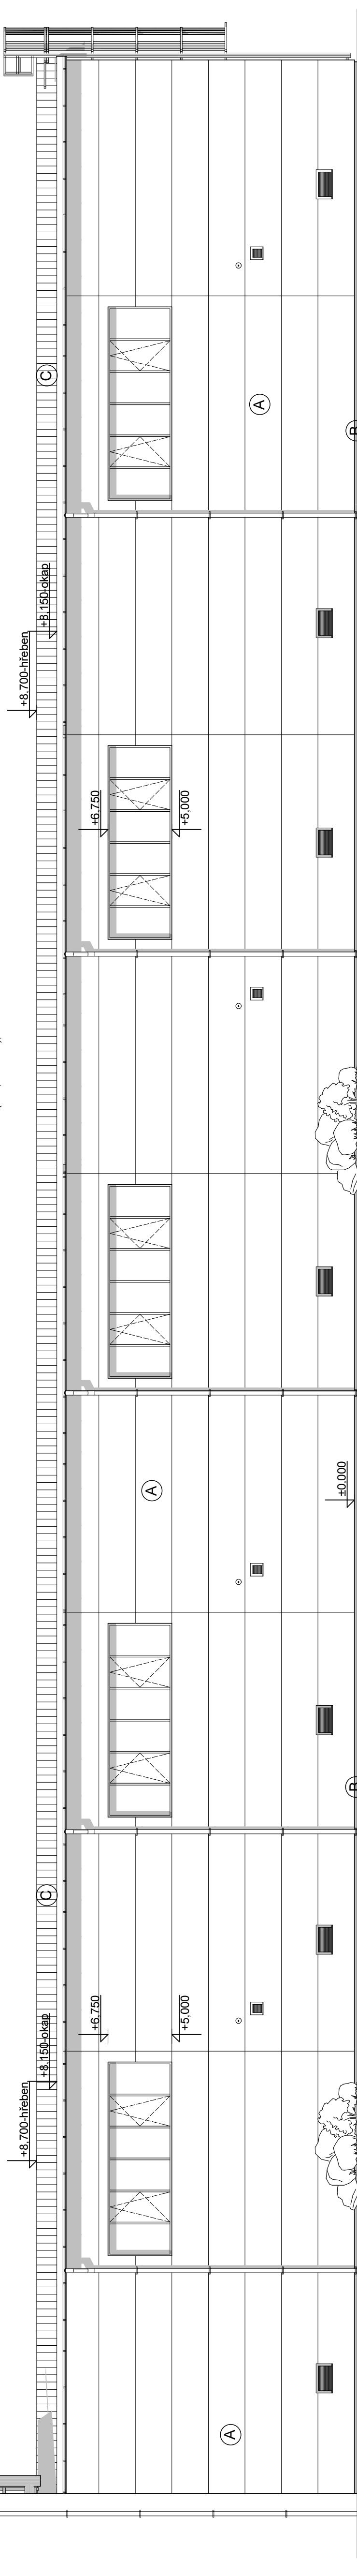 +8,700-hřeben
+8,700-hřeben
+8,150-okap
C
+8,150-okap
C
+6,750
+6,750
A
+5,000
+5,000
A
A
±0,000
B
B